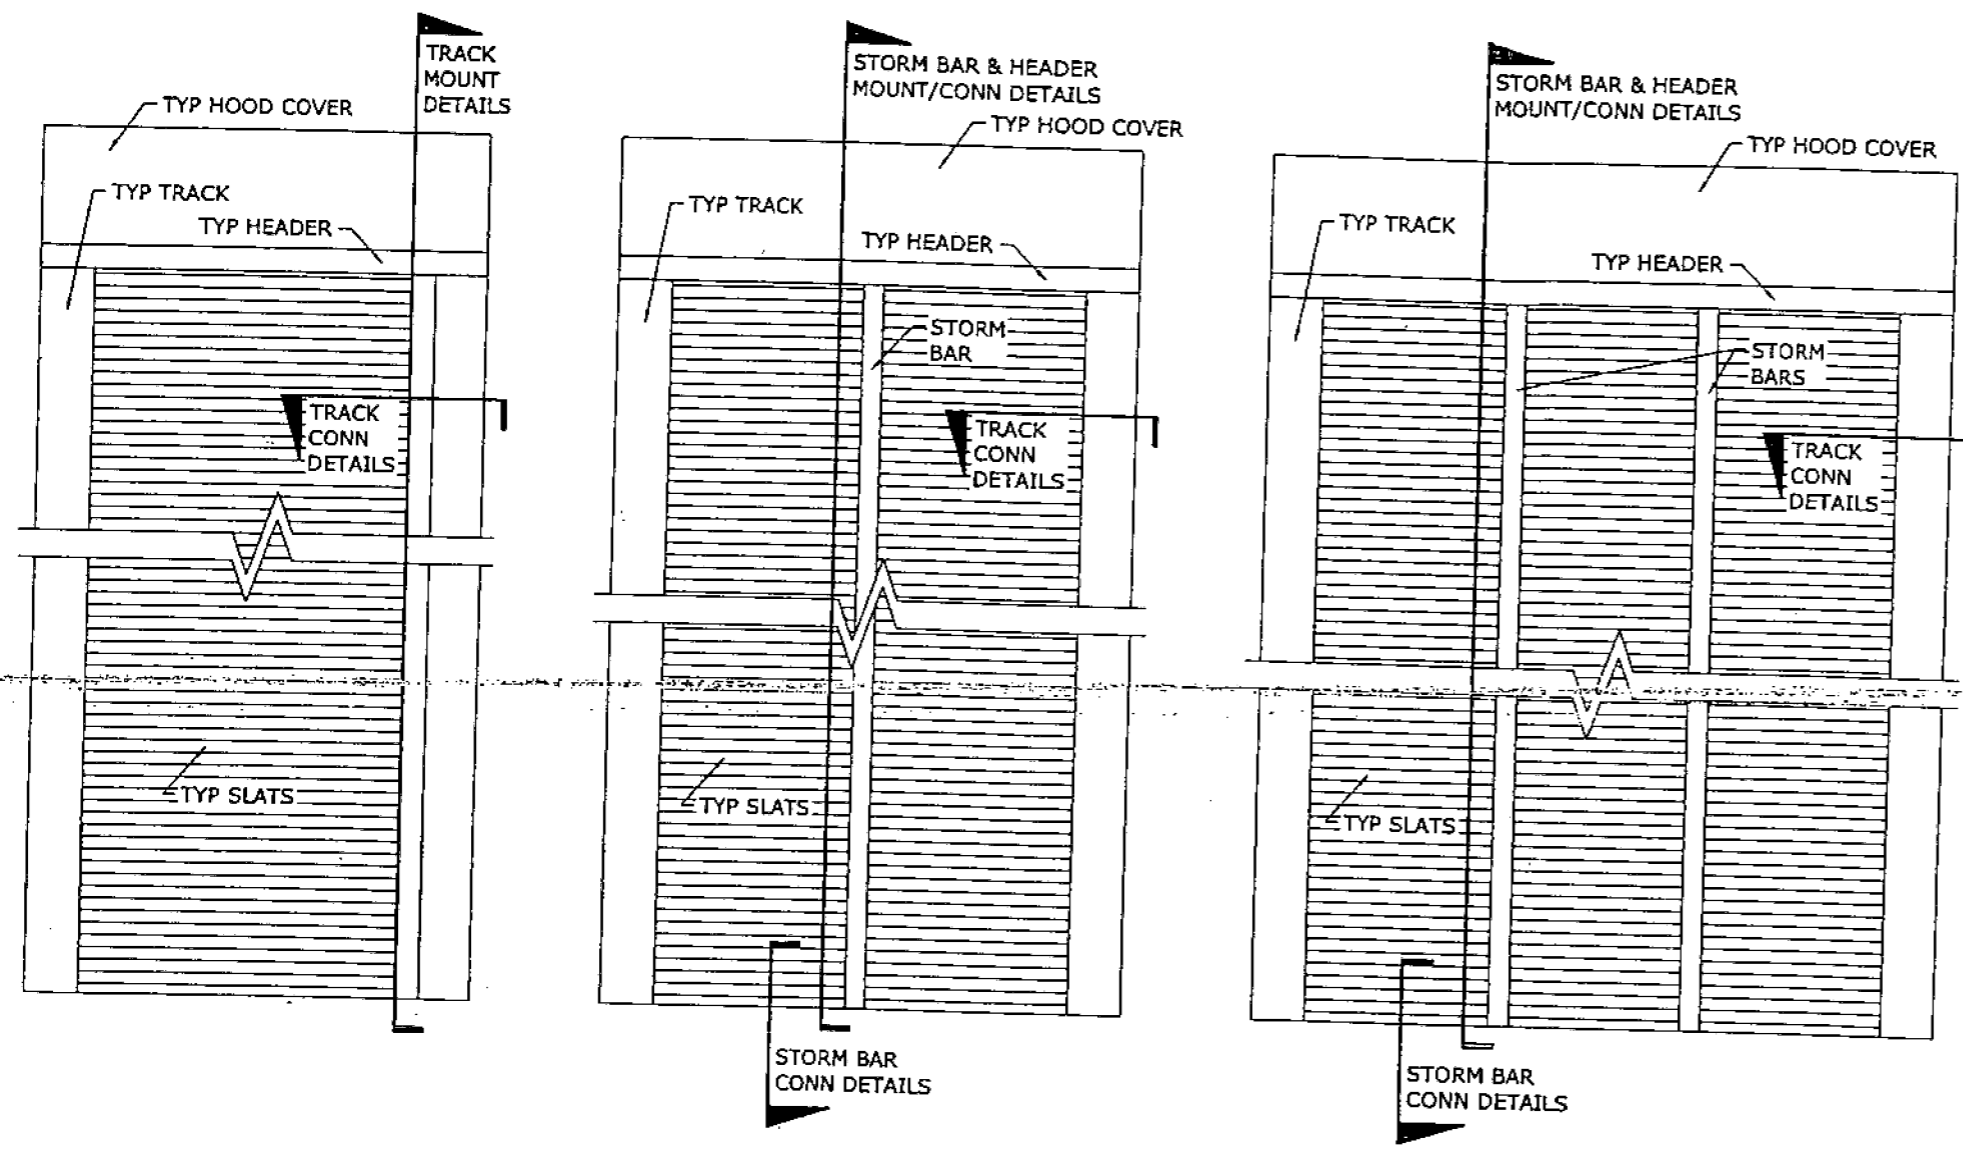 TRACK
MOUNT
DETAILS
TYP HOOD COVER
TYP TRACK
TYP HEADER
TRACK
CONN
DETAILS
TYP SLATS
STORM BAR & HEADER
MOUNT/CONN DETAILS
TYP HOOD COVER
TYP TRACK
TYP HEADER
STORM
BAR
TRACK
CONN
DETAILS
TYP SLATS
STORM BAR
CONN DETAILS
STORM BAR & HEADER
MOUNT/CONN DETAILS
TYP HOOD COVER
TYP TRACK
TYP HEADER
STORM
BARS
TRACK
CONN
DETAILS
TYP SLATS
STORM BAR
CONN DETAILS